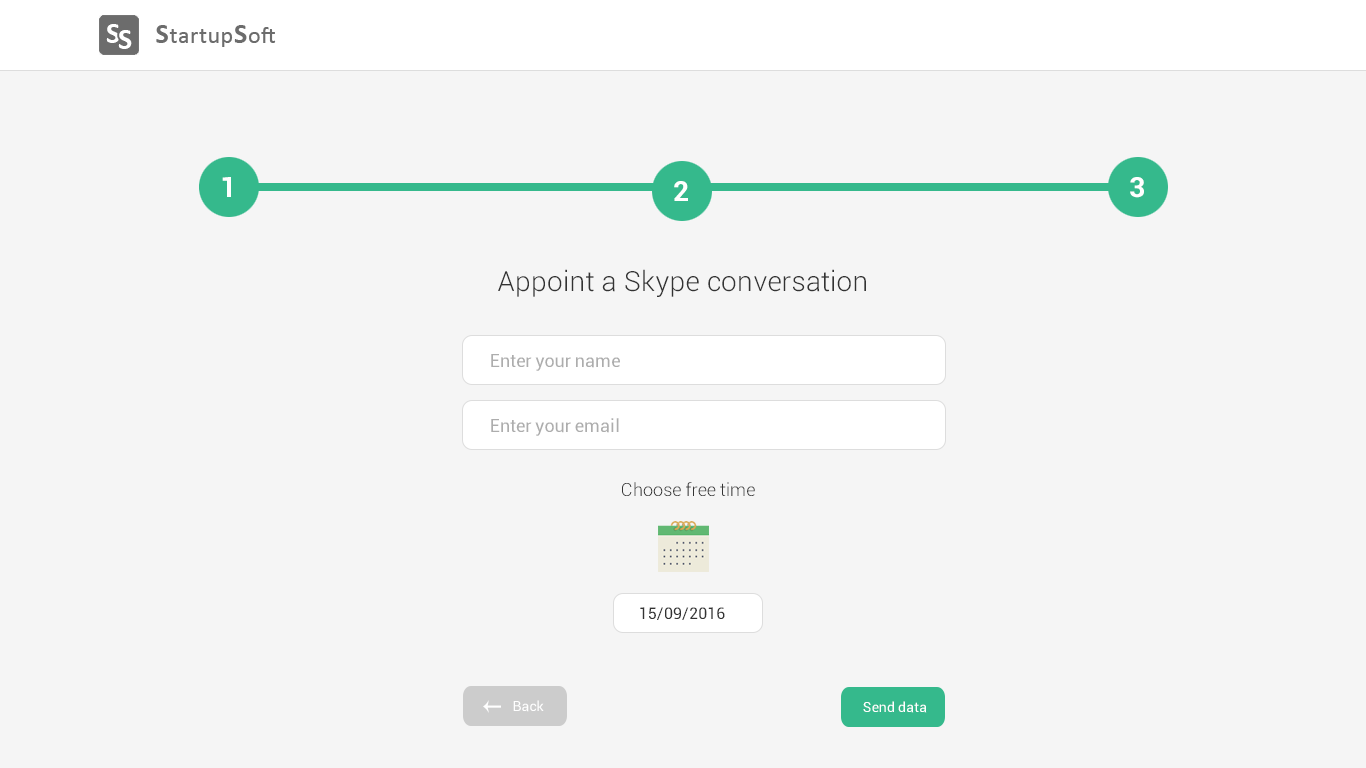 SS StartupSoft
1 2 3
Appoint a Skype conversation
Enter your name
Enter your email
Choose free time
15/09/2016
Back
Send data